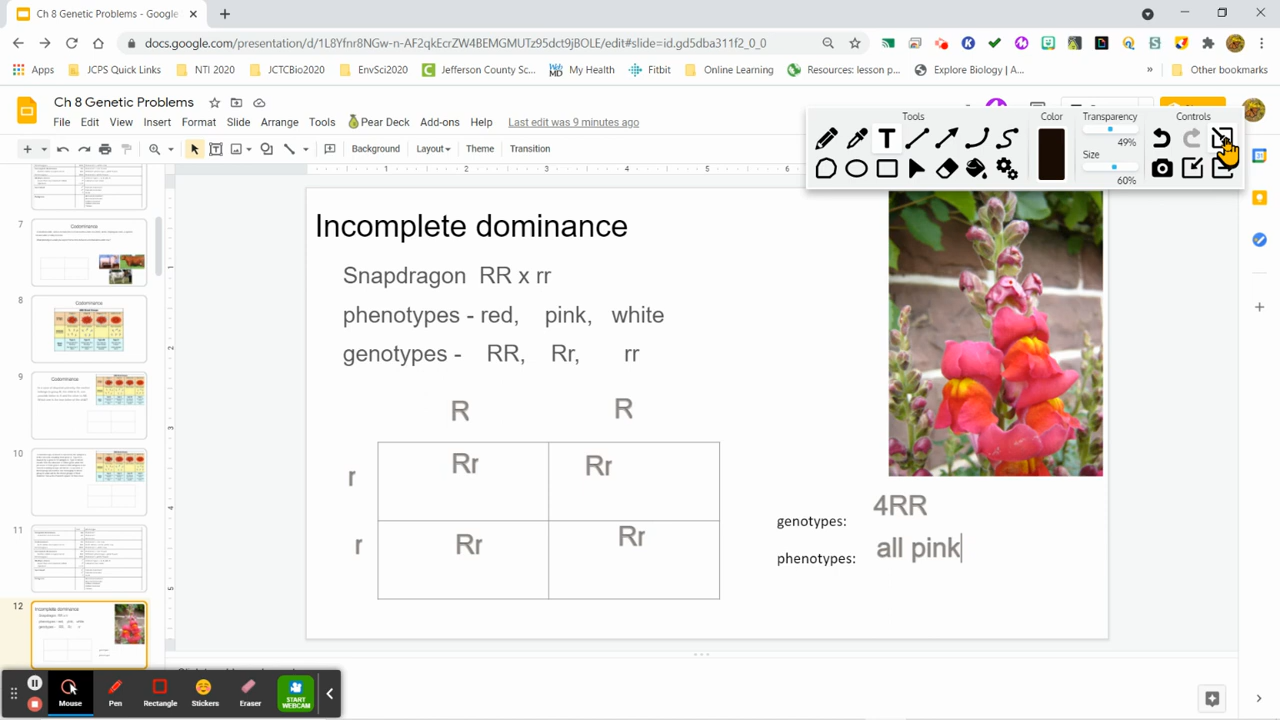 Ch 8 Genetic Problems - Google
docs.google.com/presentation/d/
AF2qkEcrZW4BEMGMUT295dct9jBOLE/edit#slide=id.gd5dba311f2_0_0
Apps JCPS Quick Links NTI 2020 JCTCBio2020 EnvSci2020 Jefferson County Sc... My Health Fitbit Online Learning Resources: lesson p... Explore Biology | A... » Other bookmarks
Ch 8 Genetic Problems
File Edit View Insert Format Slide Arrange Tools Pear Deck Add-ons Help Last edit was 9 minutes ago
Tools Color Transparency Controls
49%
Size
60%
Background Layout Theme Transition
7
Codominance
8
Codominance
9
Codominance
10
11
12
Incomplete dominance
Incomplete dominance
Snapdragon RR x rr
phenotypes - red, pink, white
genotypes - RR, Rr, rr
R R
r
Rr
Rr
4RR
genotypes:
all pink
phenotypes:
Mouse Pen Rectangle Stickers Eraser START WEBCAM